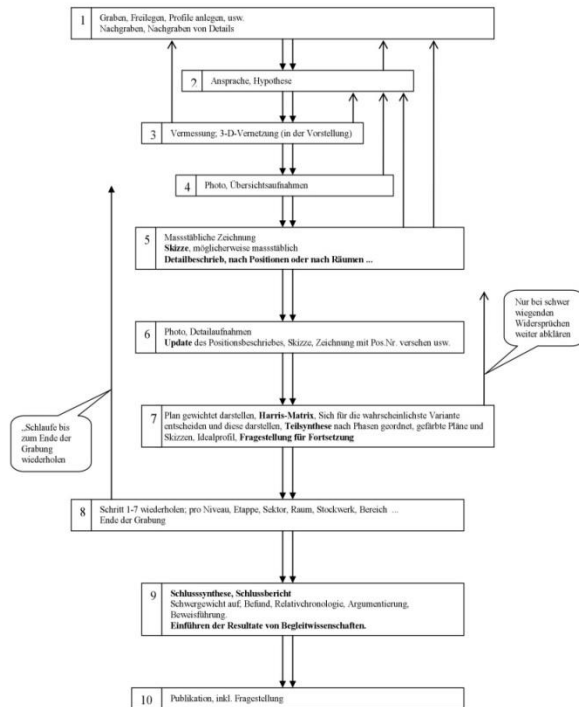 1
Graben, Freilegen, Profile anlegen, usw.
Nachgraben, Nachgraben von Details
2
Ansprache, Hypothese
3
Vermessung; 3-D-Vernetzung (in der Vorstellung)
4
Photo, Übersichtsaufnahmen
5
Massstäbliche Zeichnung
Skizze, möglicherweise massstäblich
Detailbeschrieb, nach Positionen oder nach Räumen ...
Nur bei schwer
wiegenden
Widersprüchen
weiter abklären
6
Photo, Detailaufnahmen
Update des Positionsbeschriebes, Skizze, Zeichnung mit Pos.Nr. versehen usw.
7
Plan gewichtet darstellen, Harris-Matrix, Sich für die wahrscheinlichste Variante
entscheiden und diese darstellen, Teilsynthese nach Phasen geordnet, gefärbte Pläne und
Skizzen, Idealprofil, Fragestellung für Fortsetzung
„Schlaufe bis
zum Ende der
Grabung
wiederholen
8
Schritt 1-7 wiederholen; pro Niveau, Etappe, Sektor, Raum, Stockwerk, Bereich ...
Ende der Grabung
9
Schlusssynthese, Schlussbericht
Schwergewicht auf; Befund, Relativchronologie, Argumentierung,
Beweisführung.
Einführen der Resultate von Begleitwissenschaften.
10
Publikation, inkl. Fragestellung